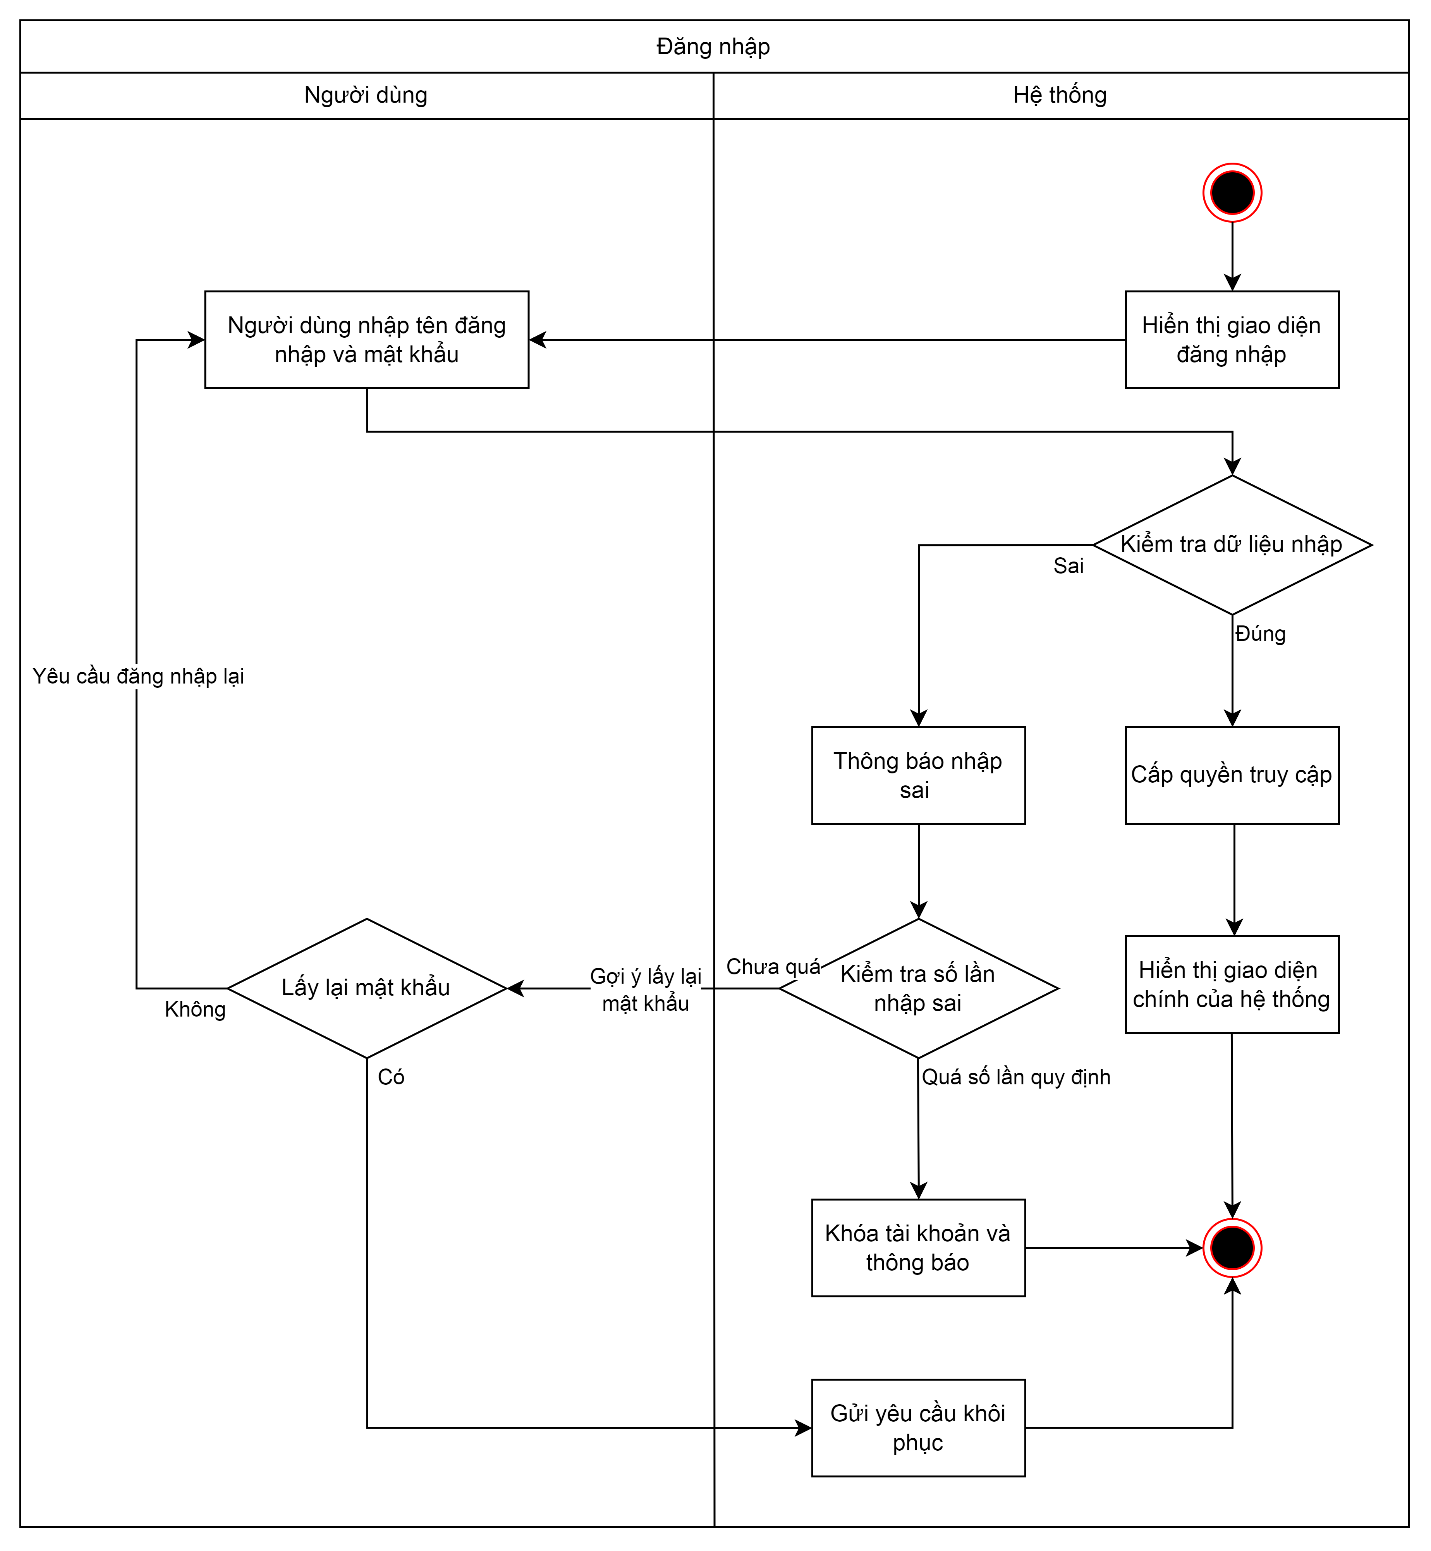 Đăng nhập
Người dùng
Hệ thống
Người dùng nhập tên đăng
nhập và mật khẩu
Hiển thị giao diện
đăng nhập
Kiểm tra dữ liệu nhập
Sai
Đúng
Yêu cầu đăng nhập lại
Thông báo nhập
sai
Cấp quyền truy cập
Lấy lại mật khẩu
Không
Có
Gợi ý lấy lại
mật khẩu
Chưa quá
Kiểm tra số lần
nhập sai
Quá số lần quy định
Hiển thị giao diện
chính của hệ thống
Khóa tài khoản và
thông báo
Gửi yêu cầu khôi
phục